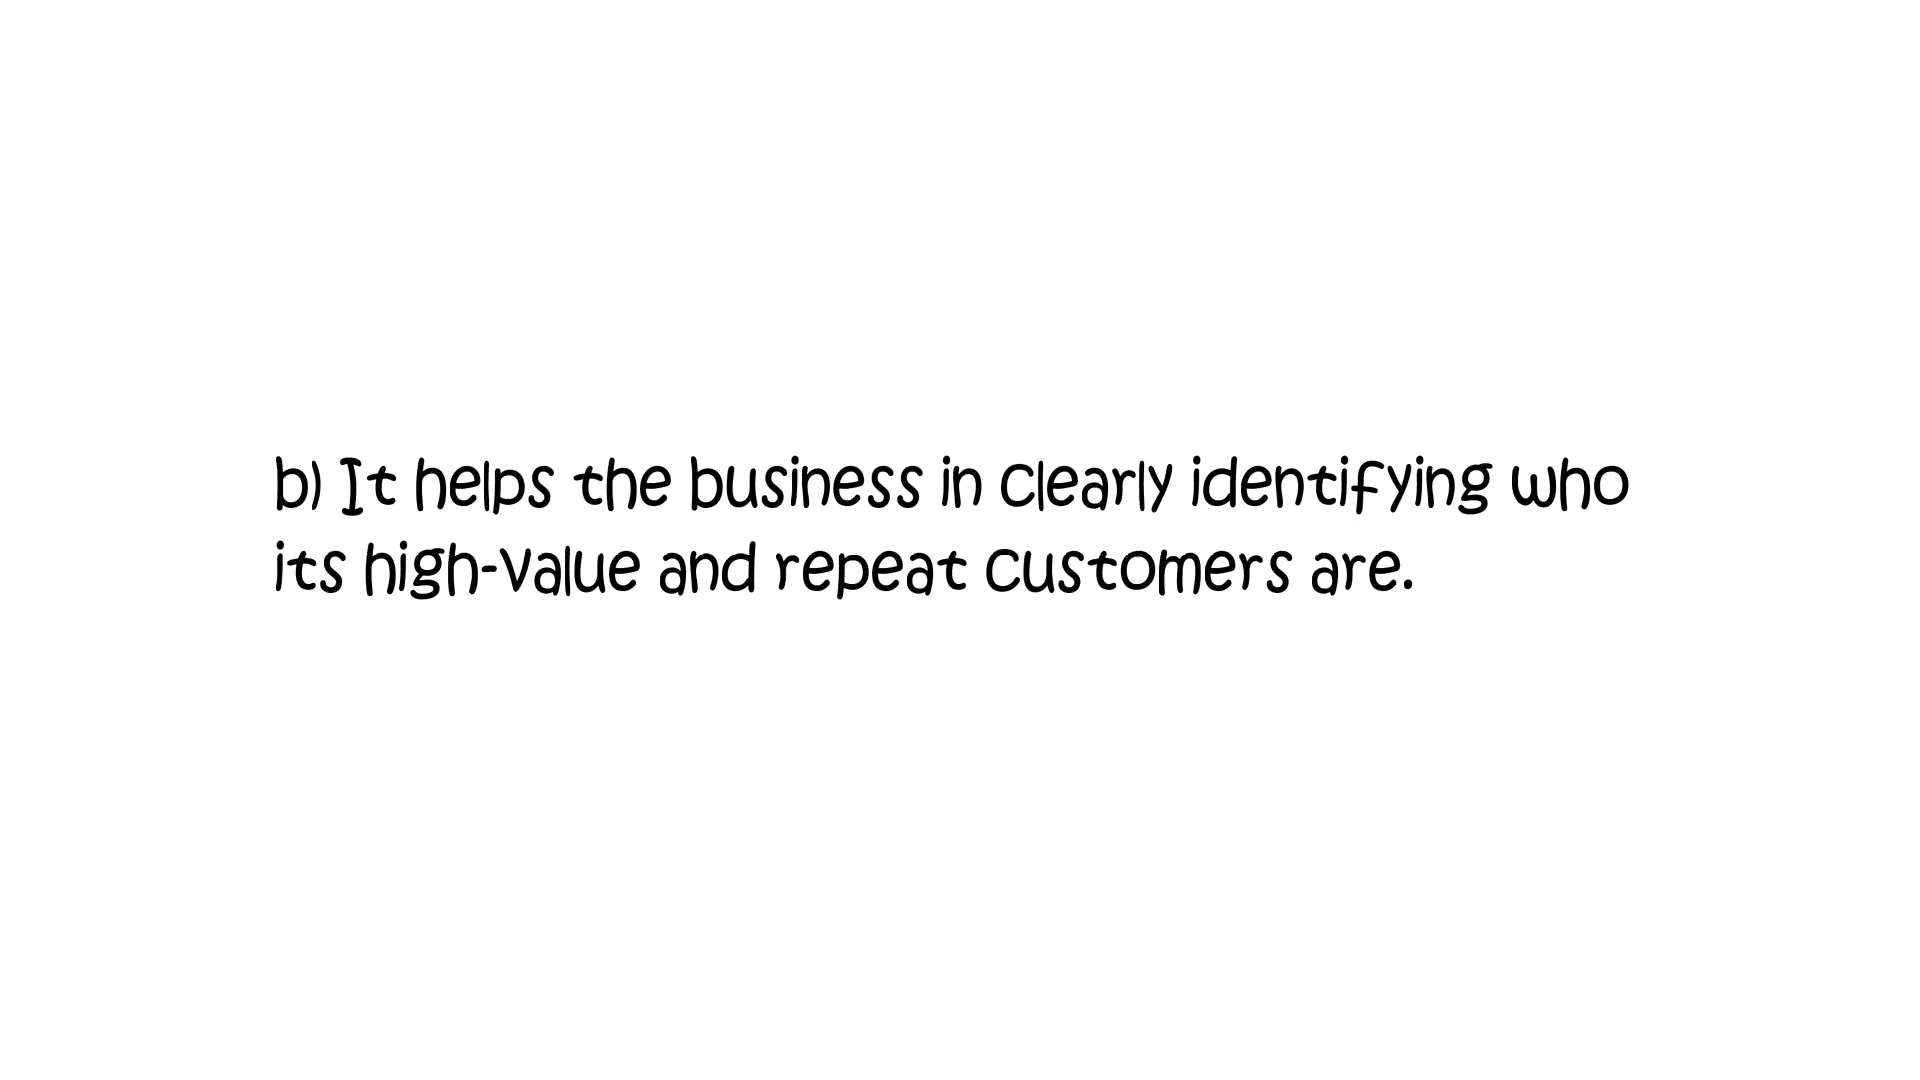 b) It helps the business in clearly identifying who
its high-value and repeat customers are.